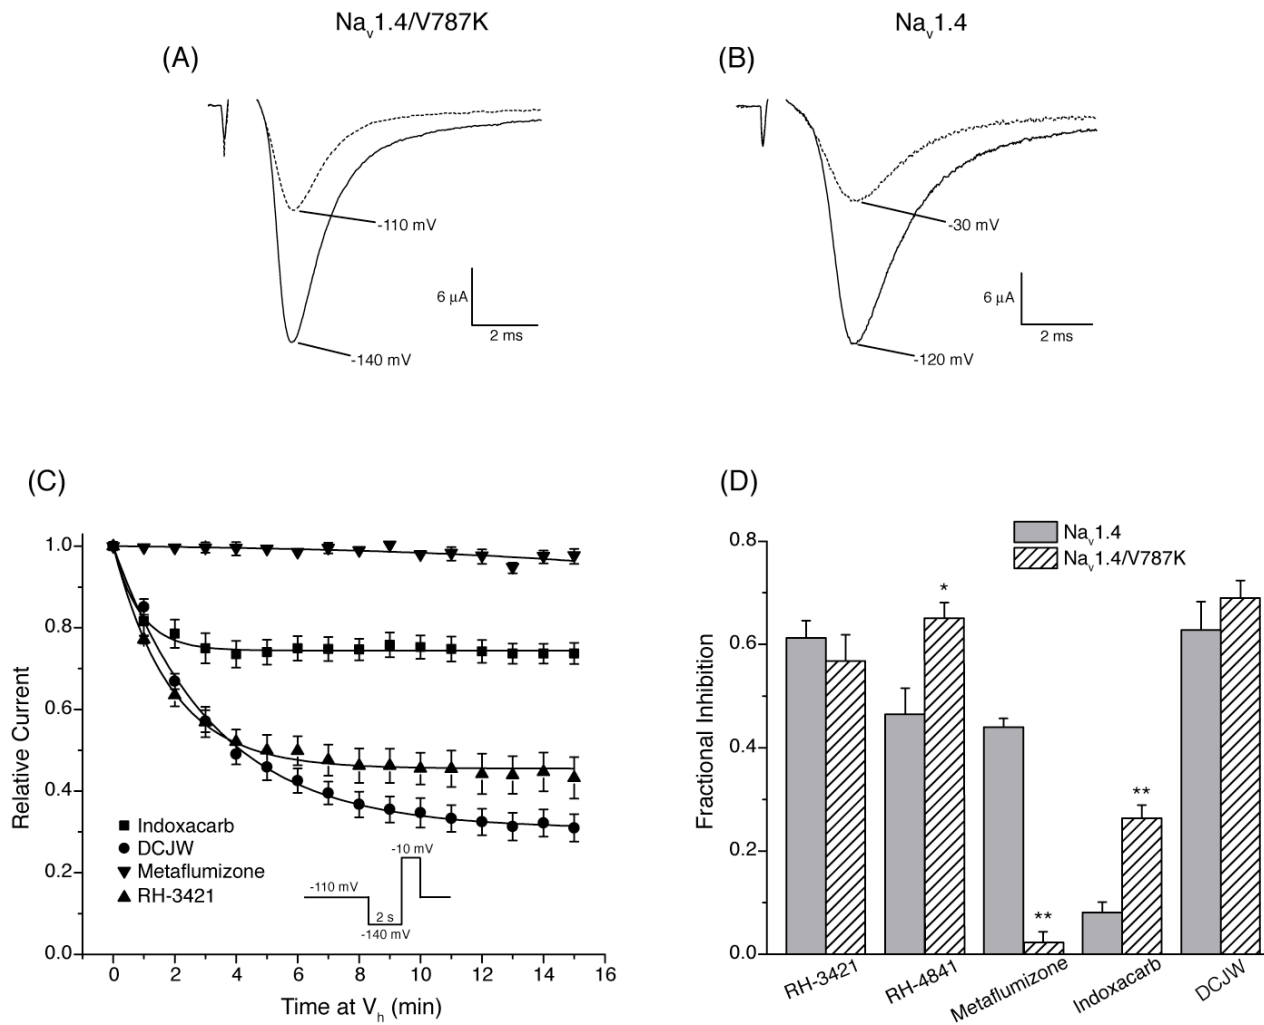 Nav1.4/V787K
Nav1.4
(A)
(B)
-110 mV
-30 mV
6 µA
2 ms
6 µA
2 ms
-140 mV
-120 mV
(C)
(D)
Relative Current
1.0
0.8
0.6
0.4
0.2
0.0
Indoxacarb
DCJW
Metaflumizone
RH-3421
-10 mV
-110 mV
2 s
-140 mV
0 2 4 6 8 10 12 14 16
Time at Vh (min)
Fractional Inhibition
0.8
0.6
0.4
0.2
0.0
Nav1.4
Nav1.4/V787K
*
**
**
RH-3421
RH-4841
Metaflumizone
Indoxacarb
DCJW